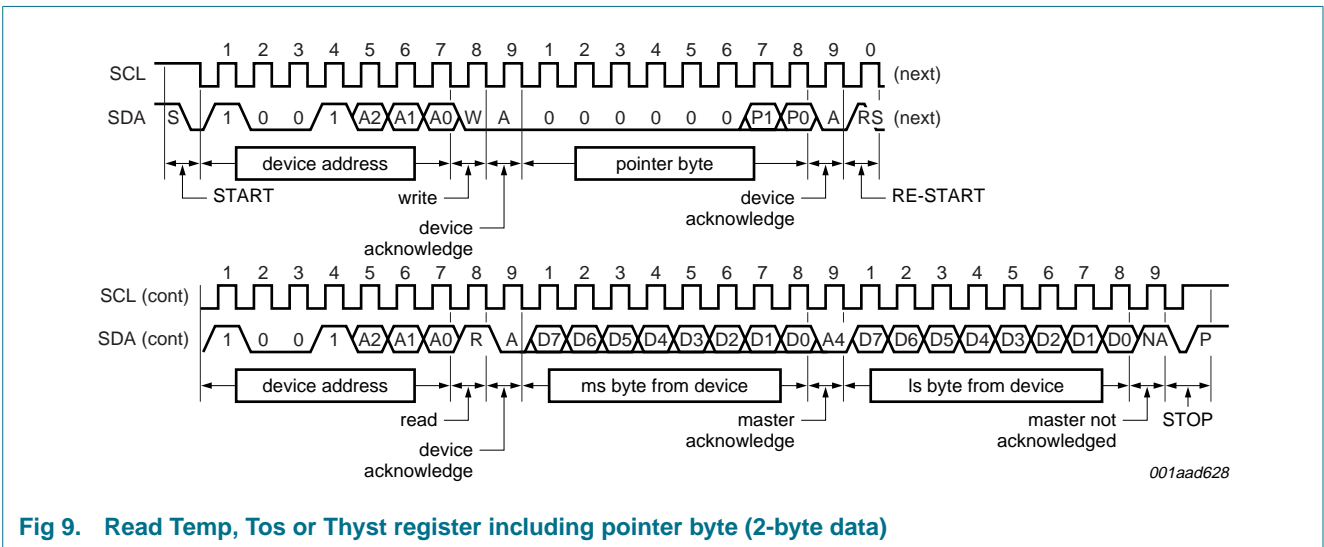 1 2 3 4 5 6 7 8 9 1 2 3 4 5 6 7 8 9 0
SCL (next)
SDA S 1 0 0 1 A2 A1 A0 W A 0 0 0 0 0 0 P1 P0 A RS (next)
device address pointer byte
START write device RE-START
device acknowledge
acknowledge
1 2 3 4 5 6 7 8 9 1 2 3 4 5 6 7 8 9 1 2 3 4 5 6 7 8 9
SCL (cont)
SDA (cont) 1 0 0 1 A2 A1 A0 R A D7 D6 D5 D4 D3 D2 D1 D0 A4 D7 D6 D5 D4 D3 D2 D1 D0 NA P
device address ms byte from device ls byte from device
read master master not STOP
device acknowledge acknowledged
acknowledge
001aad628
Fig 9. Read Temp, Tos or Thyst register including pointer byte (2-byte data)